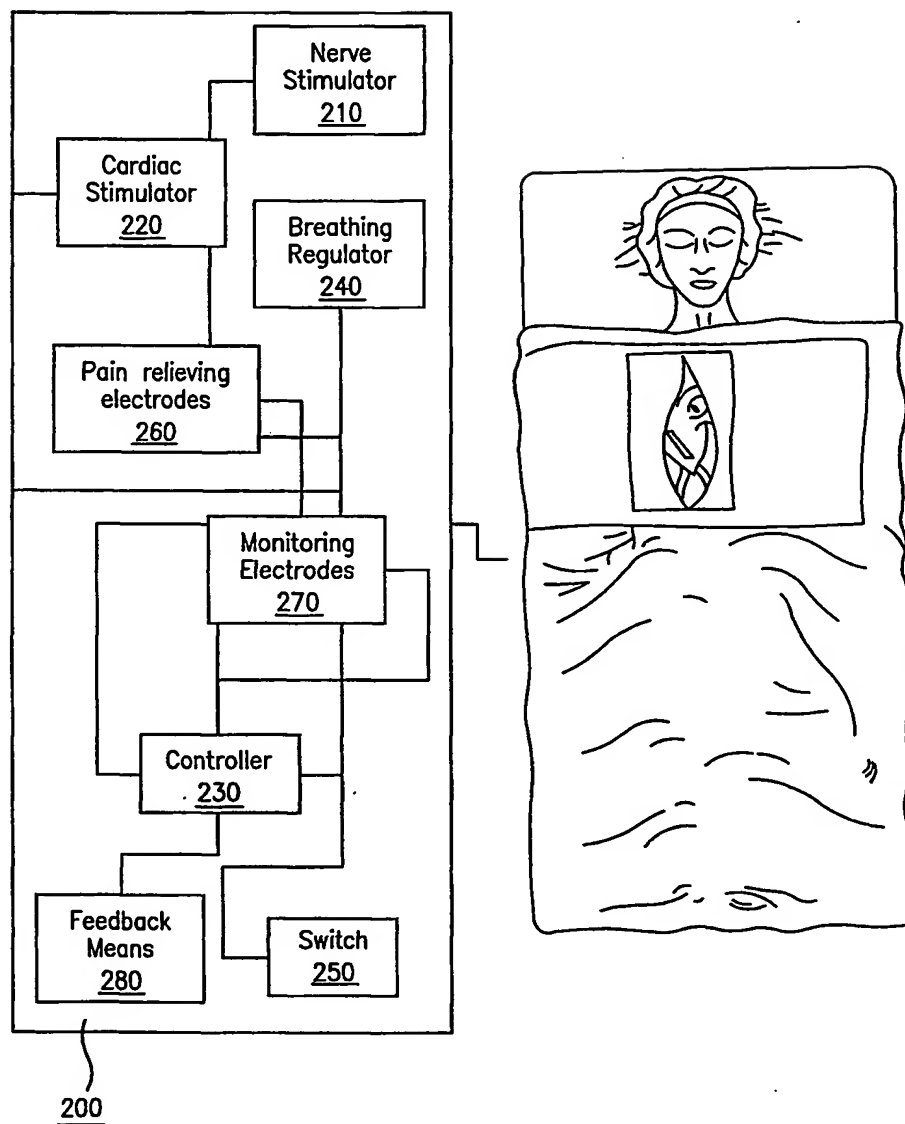 Nerve
Stimulator
210
Cardiac
Stimulator
220
Breathing
Regulator
240
Pain relieving
electrodes
260
Monitoring
Electrodes
270
Controller
230
Feedback
Means
280
Switch
250
200